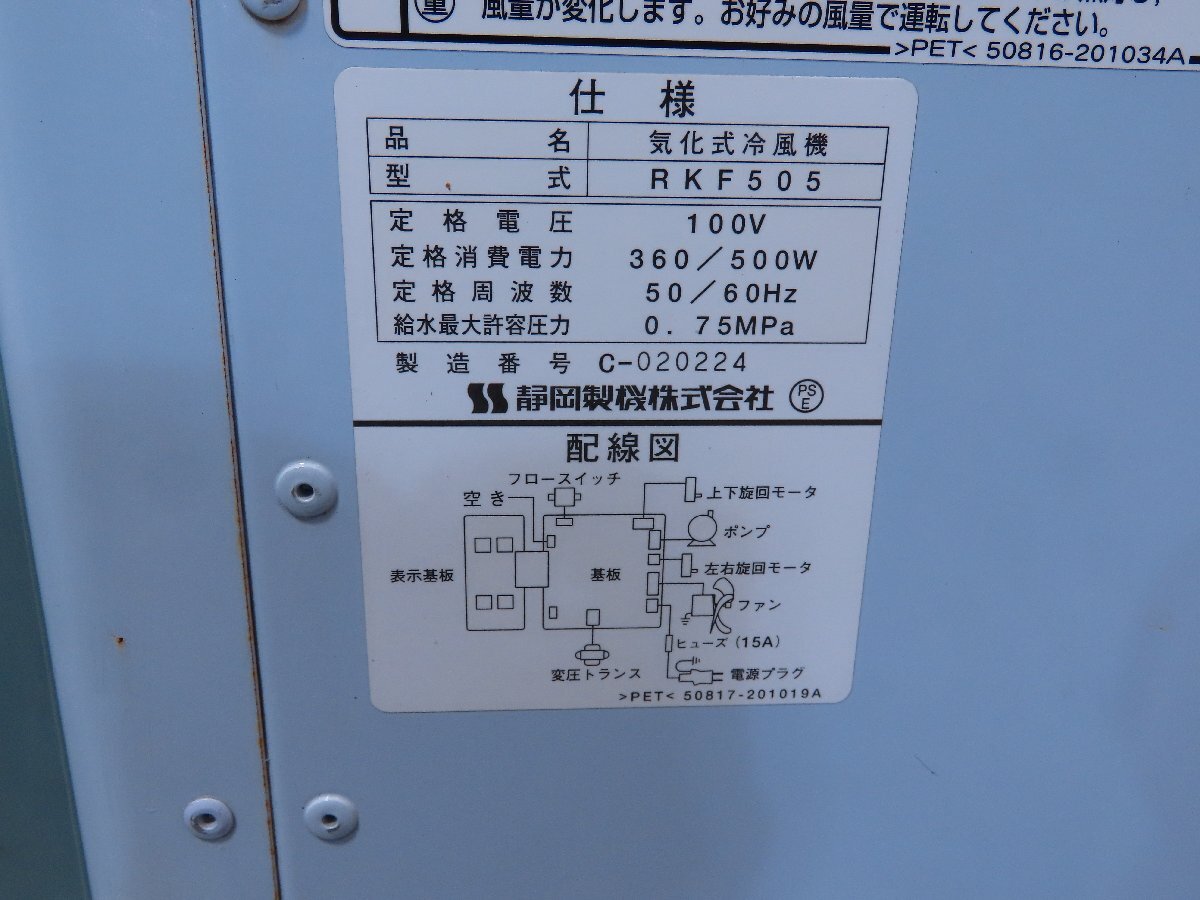 重 風量が変化します。お好みの風量で運転してください。
>PET< 50816-201034A
仕様
品名 気化式冷風機
型式 RKF505
定格電圧 100V
定格消費電力 360/500W
定格周波数 50/60Hz
給水最大許容圧力 0.75MPa
製造番号 C-020224
静岡製機株式会社 PSE
配線図
フロースイッチ
空き
上下旋回モータ
ポンプ
表示基板
基板
左右旋回モータ
ファン
ヒューズ(15A)
変圧トランス
電源プラグ
>PET< 50817-201019A